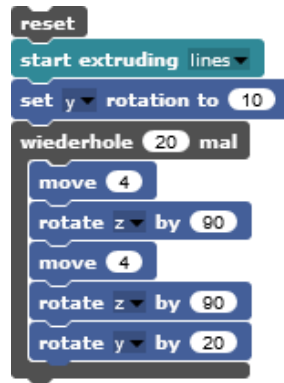 reset
start extruding lines
set y rotation to 10
wiederhole 20 mal
move 4
rotate z by 90
move 4
rotate z by 90
rotate y by 20